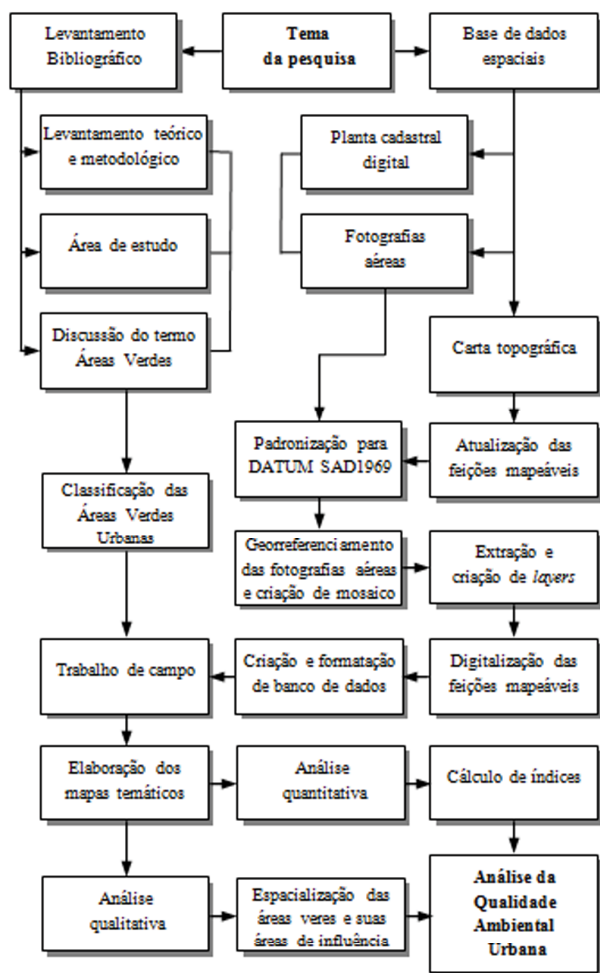 Levantamento
Bibliográfico
Tema
da pesquisa
Base de dados
espaciais
Levantamento teórico
e metodológico
Planta cadastral
digital
Área de estudo
Fotografias
aéreas
Discussão do termo
Áreas Verdes
Carta topográfica
Padronização para
DATUM SAD1969
Atualização das
feições mapeáveis
Classificação das
Áreas Verdes
Urbanas
Georreferenciamento
das fotografias aéreas
e criação de mosaico
Extração e
criação de layers
Trabalho de campo
Criação e formatação
de banco de dados
Digitalização das
feições mapeáveis
Elaboração dos
mapas temáticos
Análise
quantitativa
Cálculo de índices
Análise
qualitativa
Espacialização das
áreas veres e suas
áreas de influência
Análise da
Qualidade
Ambiental
Urbana